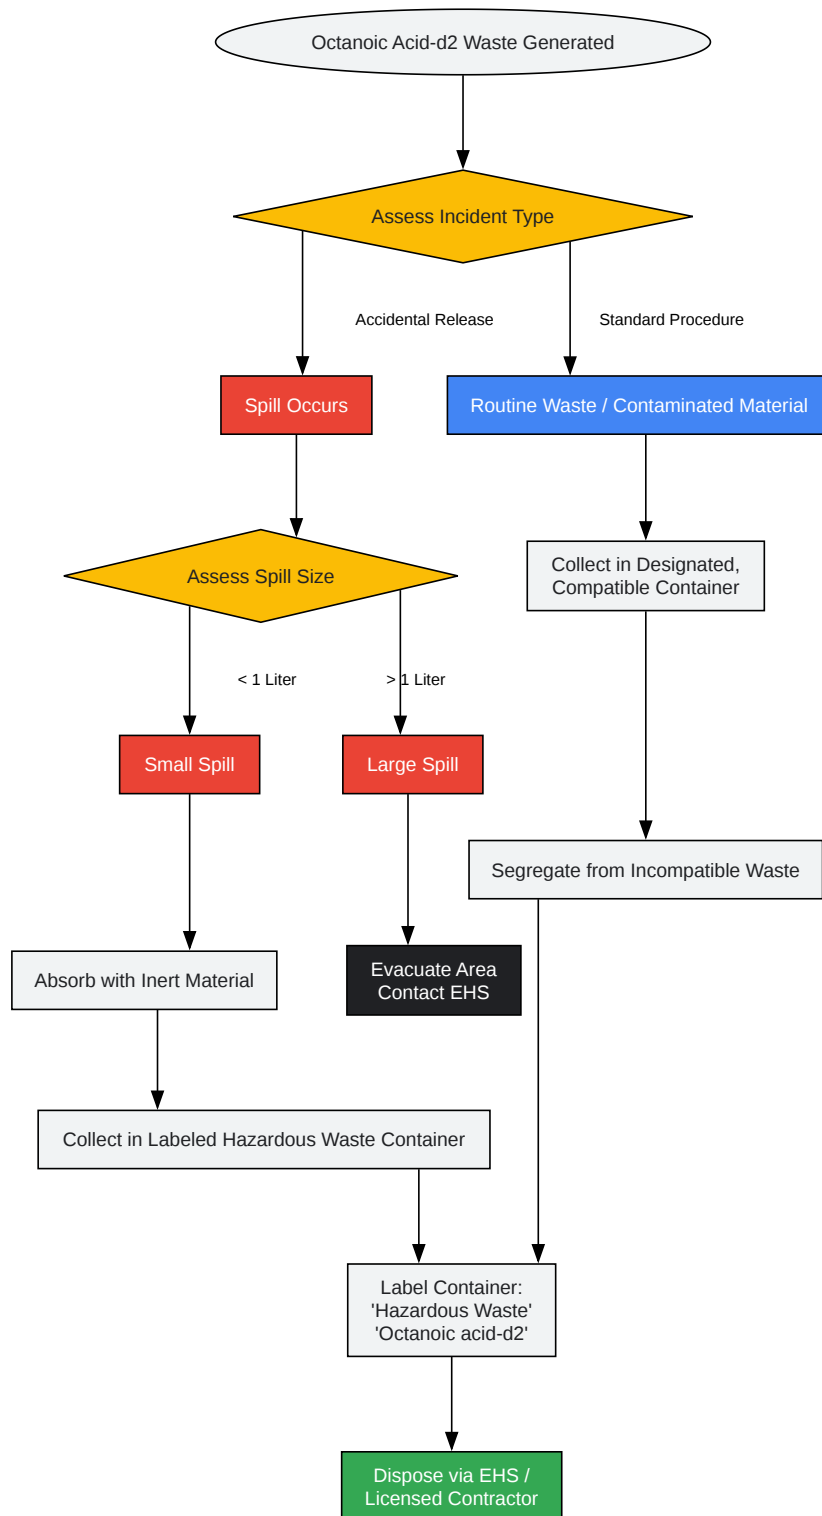 Octanoic Acid-d2 Waste Generated
Assess Incident Type
Accidental Release
Standard Procedure
Spill Occurs
Routine Waste / Contaminated Material
Assess Spill Size
Collect in Designated,
Compatible Container
< 1 Liter
> 1 Liter
Small Spill
Large Spill
Segregate from Incompatible Waste
Absorb with Inert Material
Evacuate Area
Contact EHS
Collect in Labeled Hazardous Waste Container
Label Container:
'Hazardous Waste'
'Octanoic acid-d2'
Dispose via EHS /
Licensed Contractor